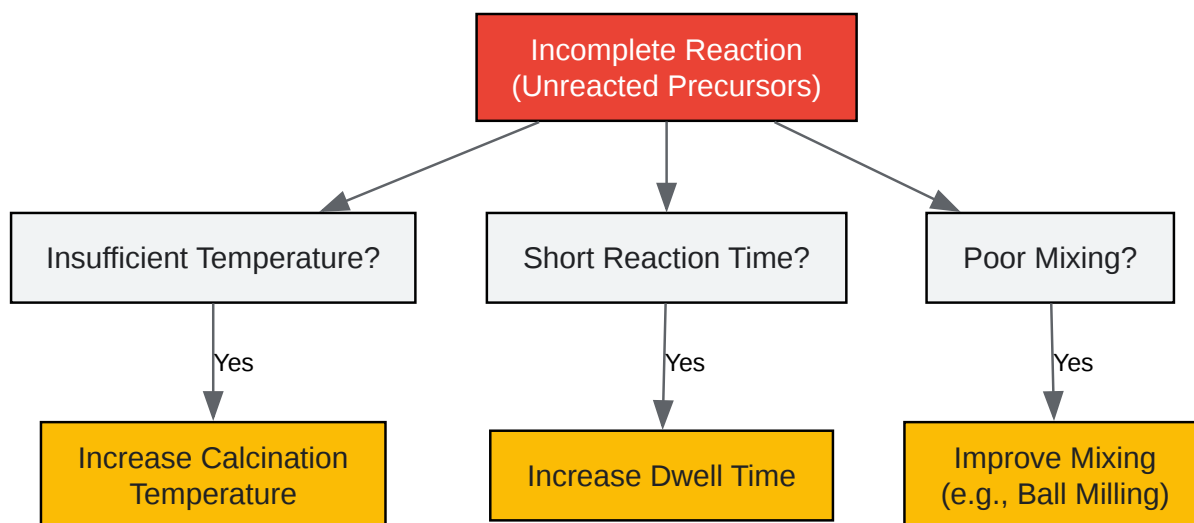 Incomplete Reaction
(Unreacted Precursors)
Insufficient Temperature?
Short Reaction Time?
Poor Mixing?
Yes
Yes
Yes
Increase Calcination
Temperature
Increase Dwell Time
Improve Mixing
(e.g., Ball Milling)